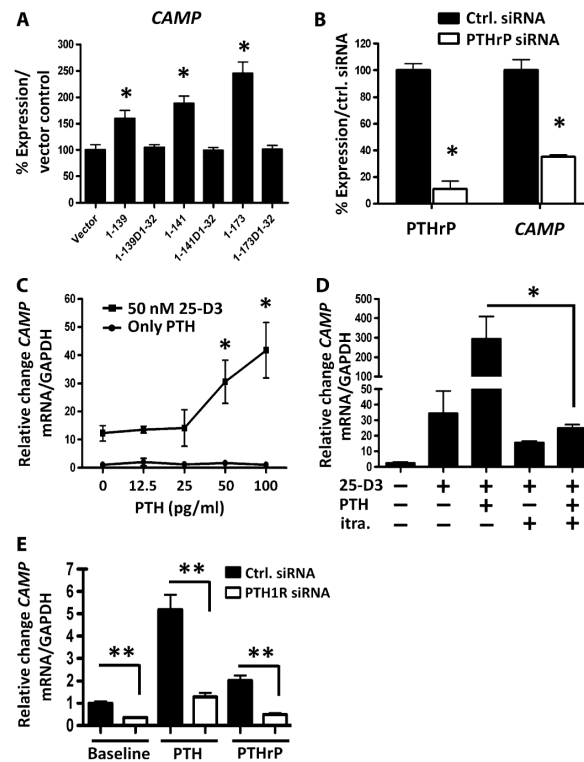 A
CAMP
% Expression/
vector control
300
250
200
150
100
50
0
*
*
*
Vector
1-139
1-139D1-32
1-141
1-141D1-32
1-173
1-173D1-32
B
Ctrl. siRNA
PTHrP siRNA
% Expression/ctrl. siRNA
120
100
80
60
40
20
0
*
*
PTHrP
CAMP
C
Relative change CAMP
mRNA/GAPDH
60
50
40
30
20
10
0
50 nM 25-D3
Only PTH
*
*
0 12.5 25 50 100
PTH (pg/ml)
D
Relative change CAMP
mRNA/GAPDH
500
400
300
200
100
50
40
30
20
10
0
*
25-D3 − + + + +
PTH − − + − +
itra. − − − + +
E
Relative change CAMP
mRNA/GAPDH
7
6
5
4
3
2
1
0
Ctrl. siRNA
PTH1R siRNA
**
**
**
Baseline PTH PTHrP